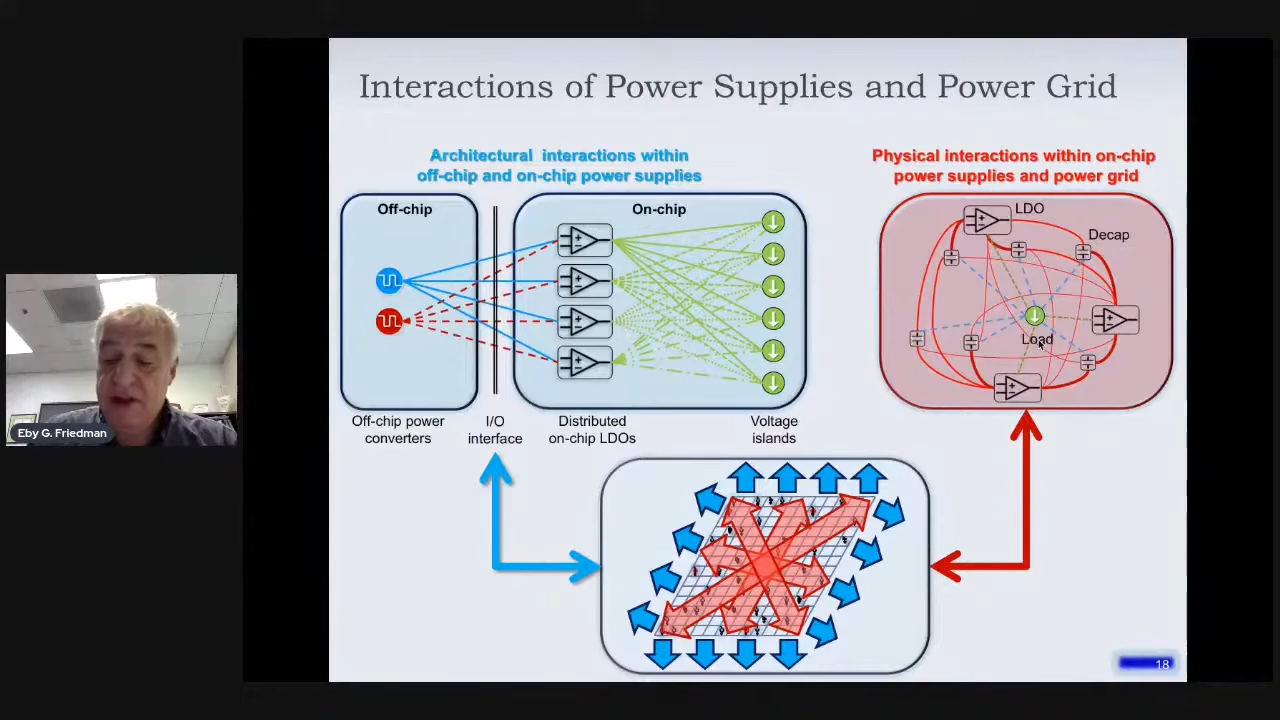 Interactions of Power Supplies and Power Grid
Architectural interactions within
off-chip and on-chip power supplies
Physical interactions within on-chip
power supplies and power grid
Off-chip
On-chip
LDO
Decap
Load
Off-chip power
converters
I/O
interface
Distributed
on-chip LDOs
Voltage
islands
Eby G. Friedman
18